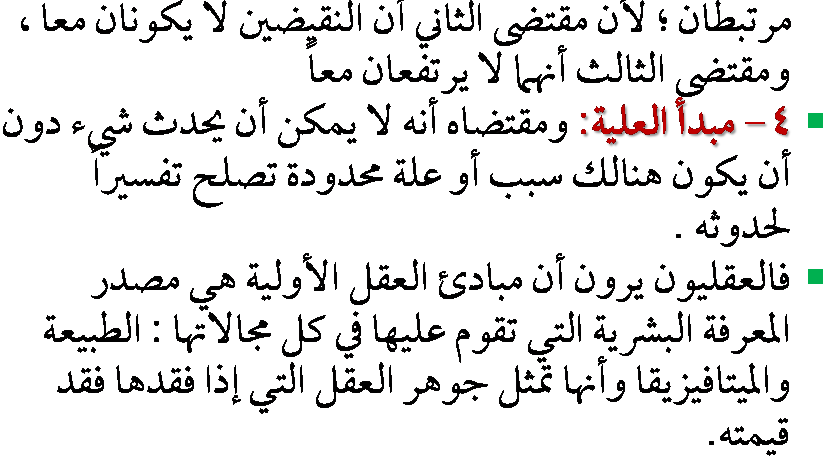 مرتبطان ؛ لأن مقتضى الثاني أن النقيضين لا يكونان معا ،
ومقتضى الثالث أنهما لا يرتفعان معاً
٤ – مبدأ العلية: ومقتضاه أنه لا يمكن أن يحدث شيء دون
أن يكون هنالك سبب أو علة محدودة تصلح تفسيراً
لحدوثه .
فالعقليون يرون أن مبادئ العقل الأولية هي مصدر
المعرفة البشرية التي تقوم عليها في كل مجالاتها : الطبيعة
والميتافيزيقا وأنها تمثل جوهر العقل التي إذا فقدها فقد
قيمته.